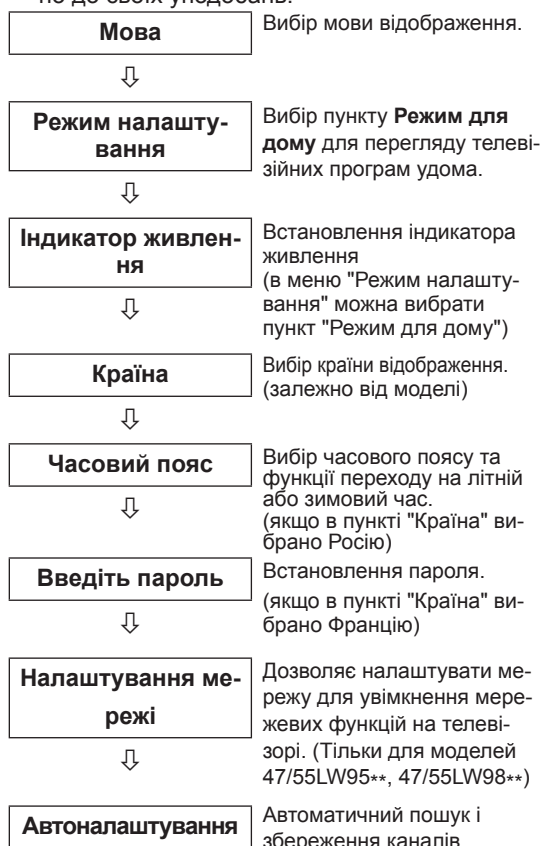 но до своїх уподобань.
Мова
Вибір мови відображення.
Режим налашту-
вання
Вибір пункту Режим для
дому для перегляду телеві-
зійних програм удома.
Індикатор живлен-
ня
Встановлення індикатора
живлення
(в меню "Режим налашту-
вання" можна вибрати
пункт "Режим для дому")
Країна
Вибір країни відображення.
(залежно від моделі)
Часовий пояс
Вибір часового поясу та
функції переходу на літній
або зимовий час.
(якщо в пункті "Країна" ви-
брано Росію)
Введіть пароль
Встановлення пароля.
(якщо в пункті "Країна" ви-
брано Францію)
Налаштування ме-
режі
Дозволяє налаштувати ме-
режу для увімкнення мере-
жевих функцій на телеві-
зорі. (Тільки для моделей
47/55LW95**, 47/55LW98**)
Автоналаштування
Автоматичний пошук і
збереження каналів